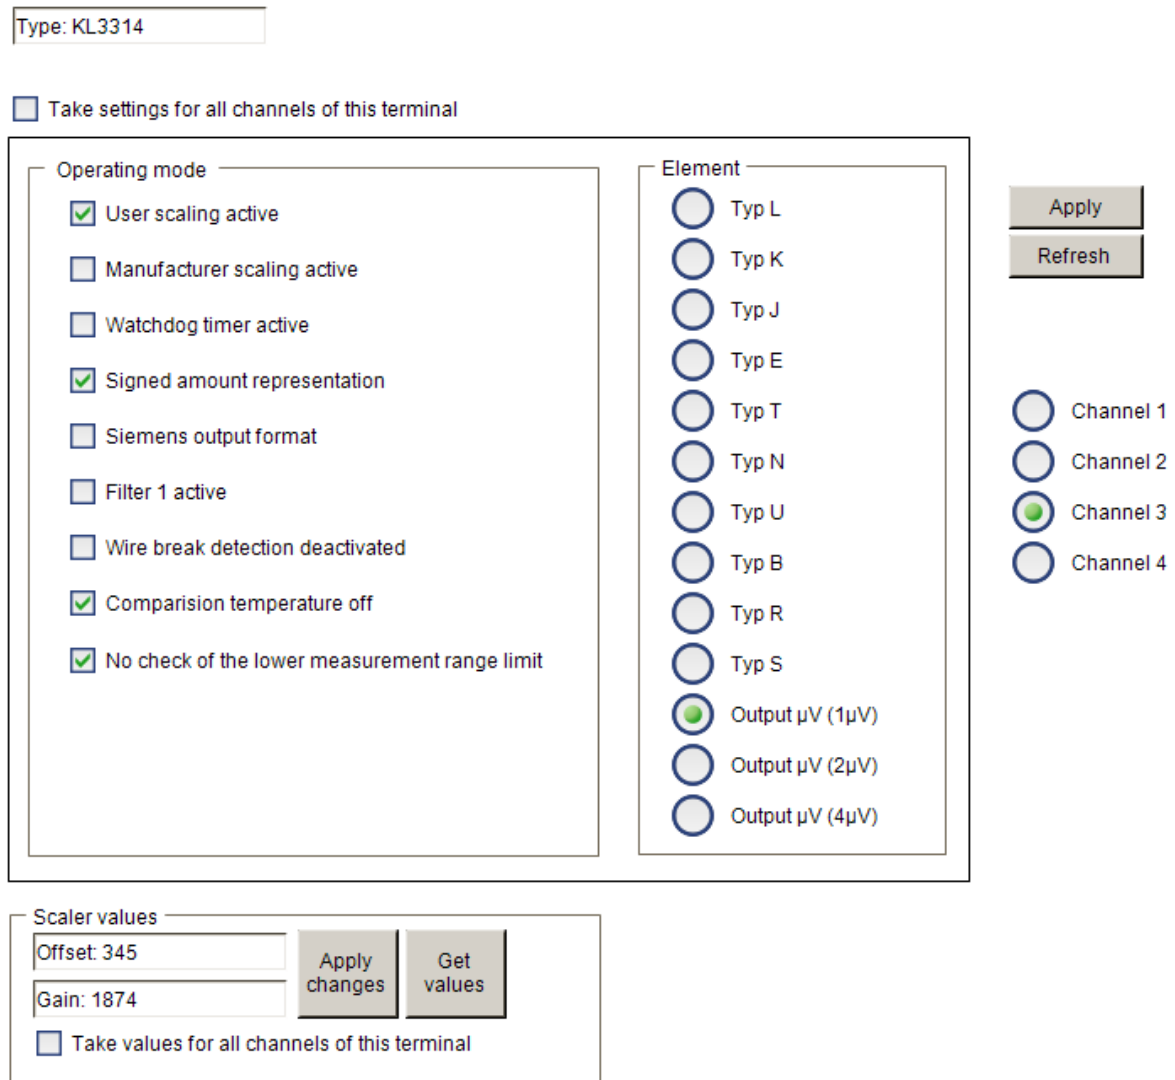 Type: KL3314
Take settings for all channels of this terminal
Operating mode
User scaling active
Manufacturer scaling active
Watchdog timer active
Signed amount representation
Siemens output format
Filter 1 active
Wire break detection deactivated
Comparision temperature off
No check of the lower measurement range limit
Element
Typ L
Typ K
Typ J
Typ E
Typ T
Typ N
Typ U
Typ B
Typ R
Typ S
Output µV (1µV)
Output µV (2µV)
Output µV (4µV)
Apply
Refresh
Channel 1
Channel 2
Channel 3
Channel 4
Scaler values
Offset: 345
Gain: 1874
Apply
changes
Get
values
Take values for all channels of this terminal